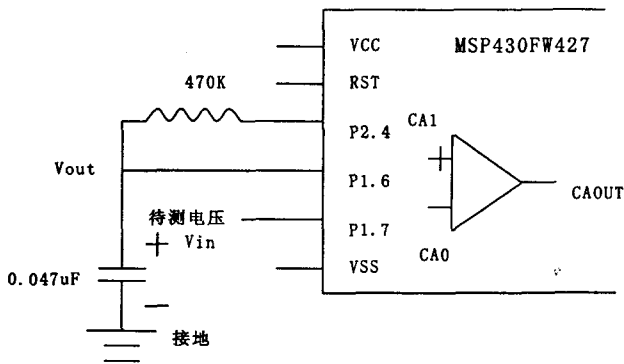 VCC
MSP430FW427
470K
RST
P2.4
CA1
Vout
P1.6
CAOUT
待测电压
+ Vin
P1.7
CA0
0.047uF
VSS
接地